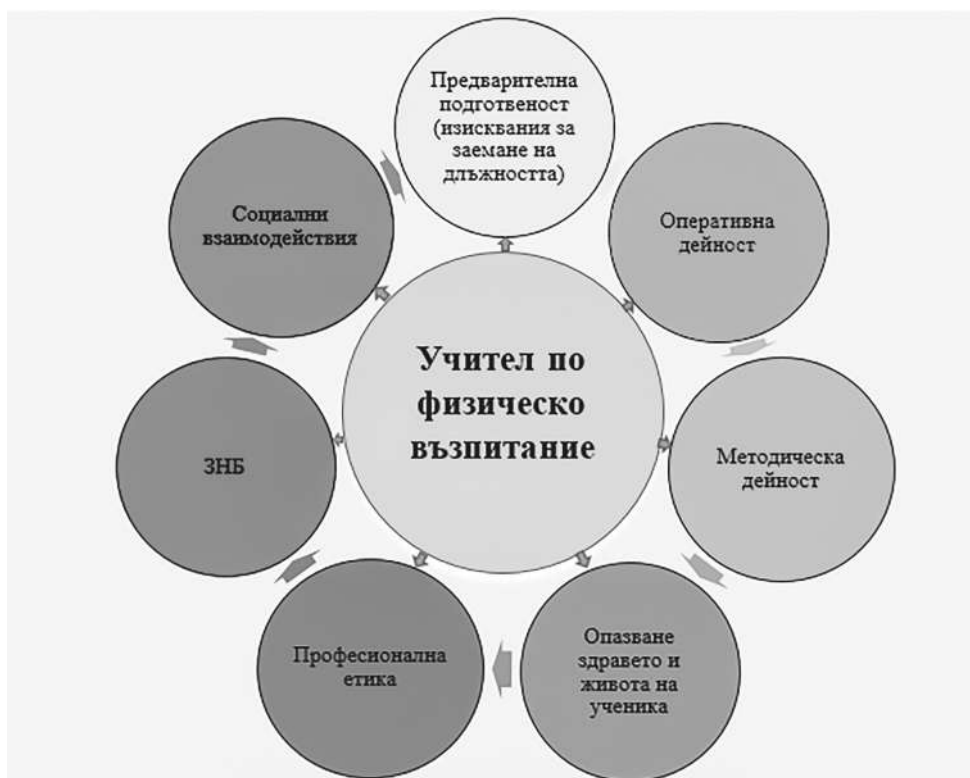 Предварителна
подготвеност
(изисквания за
заемане на
длъжността)
Оперативна
дейност
Методическа
дейност
Опазване
здравето и
живота на
ученика
Професионална
етика
ЗНБ
Социални
взаимодействия
Учител по
физическо
възпитание